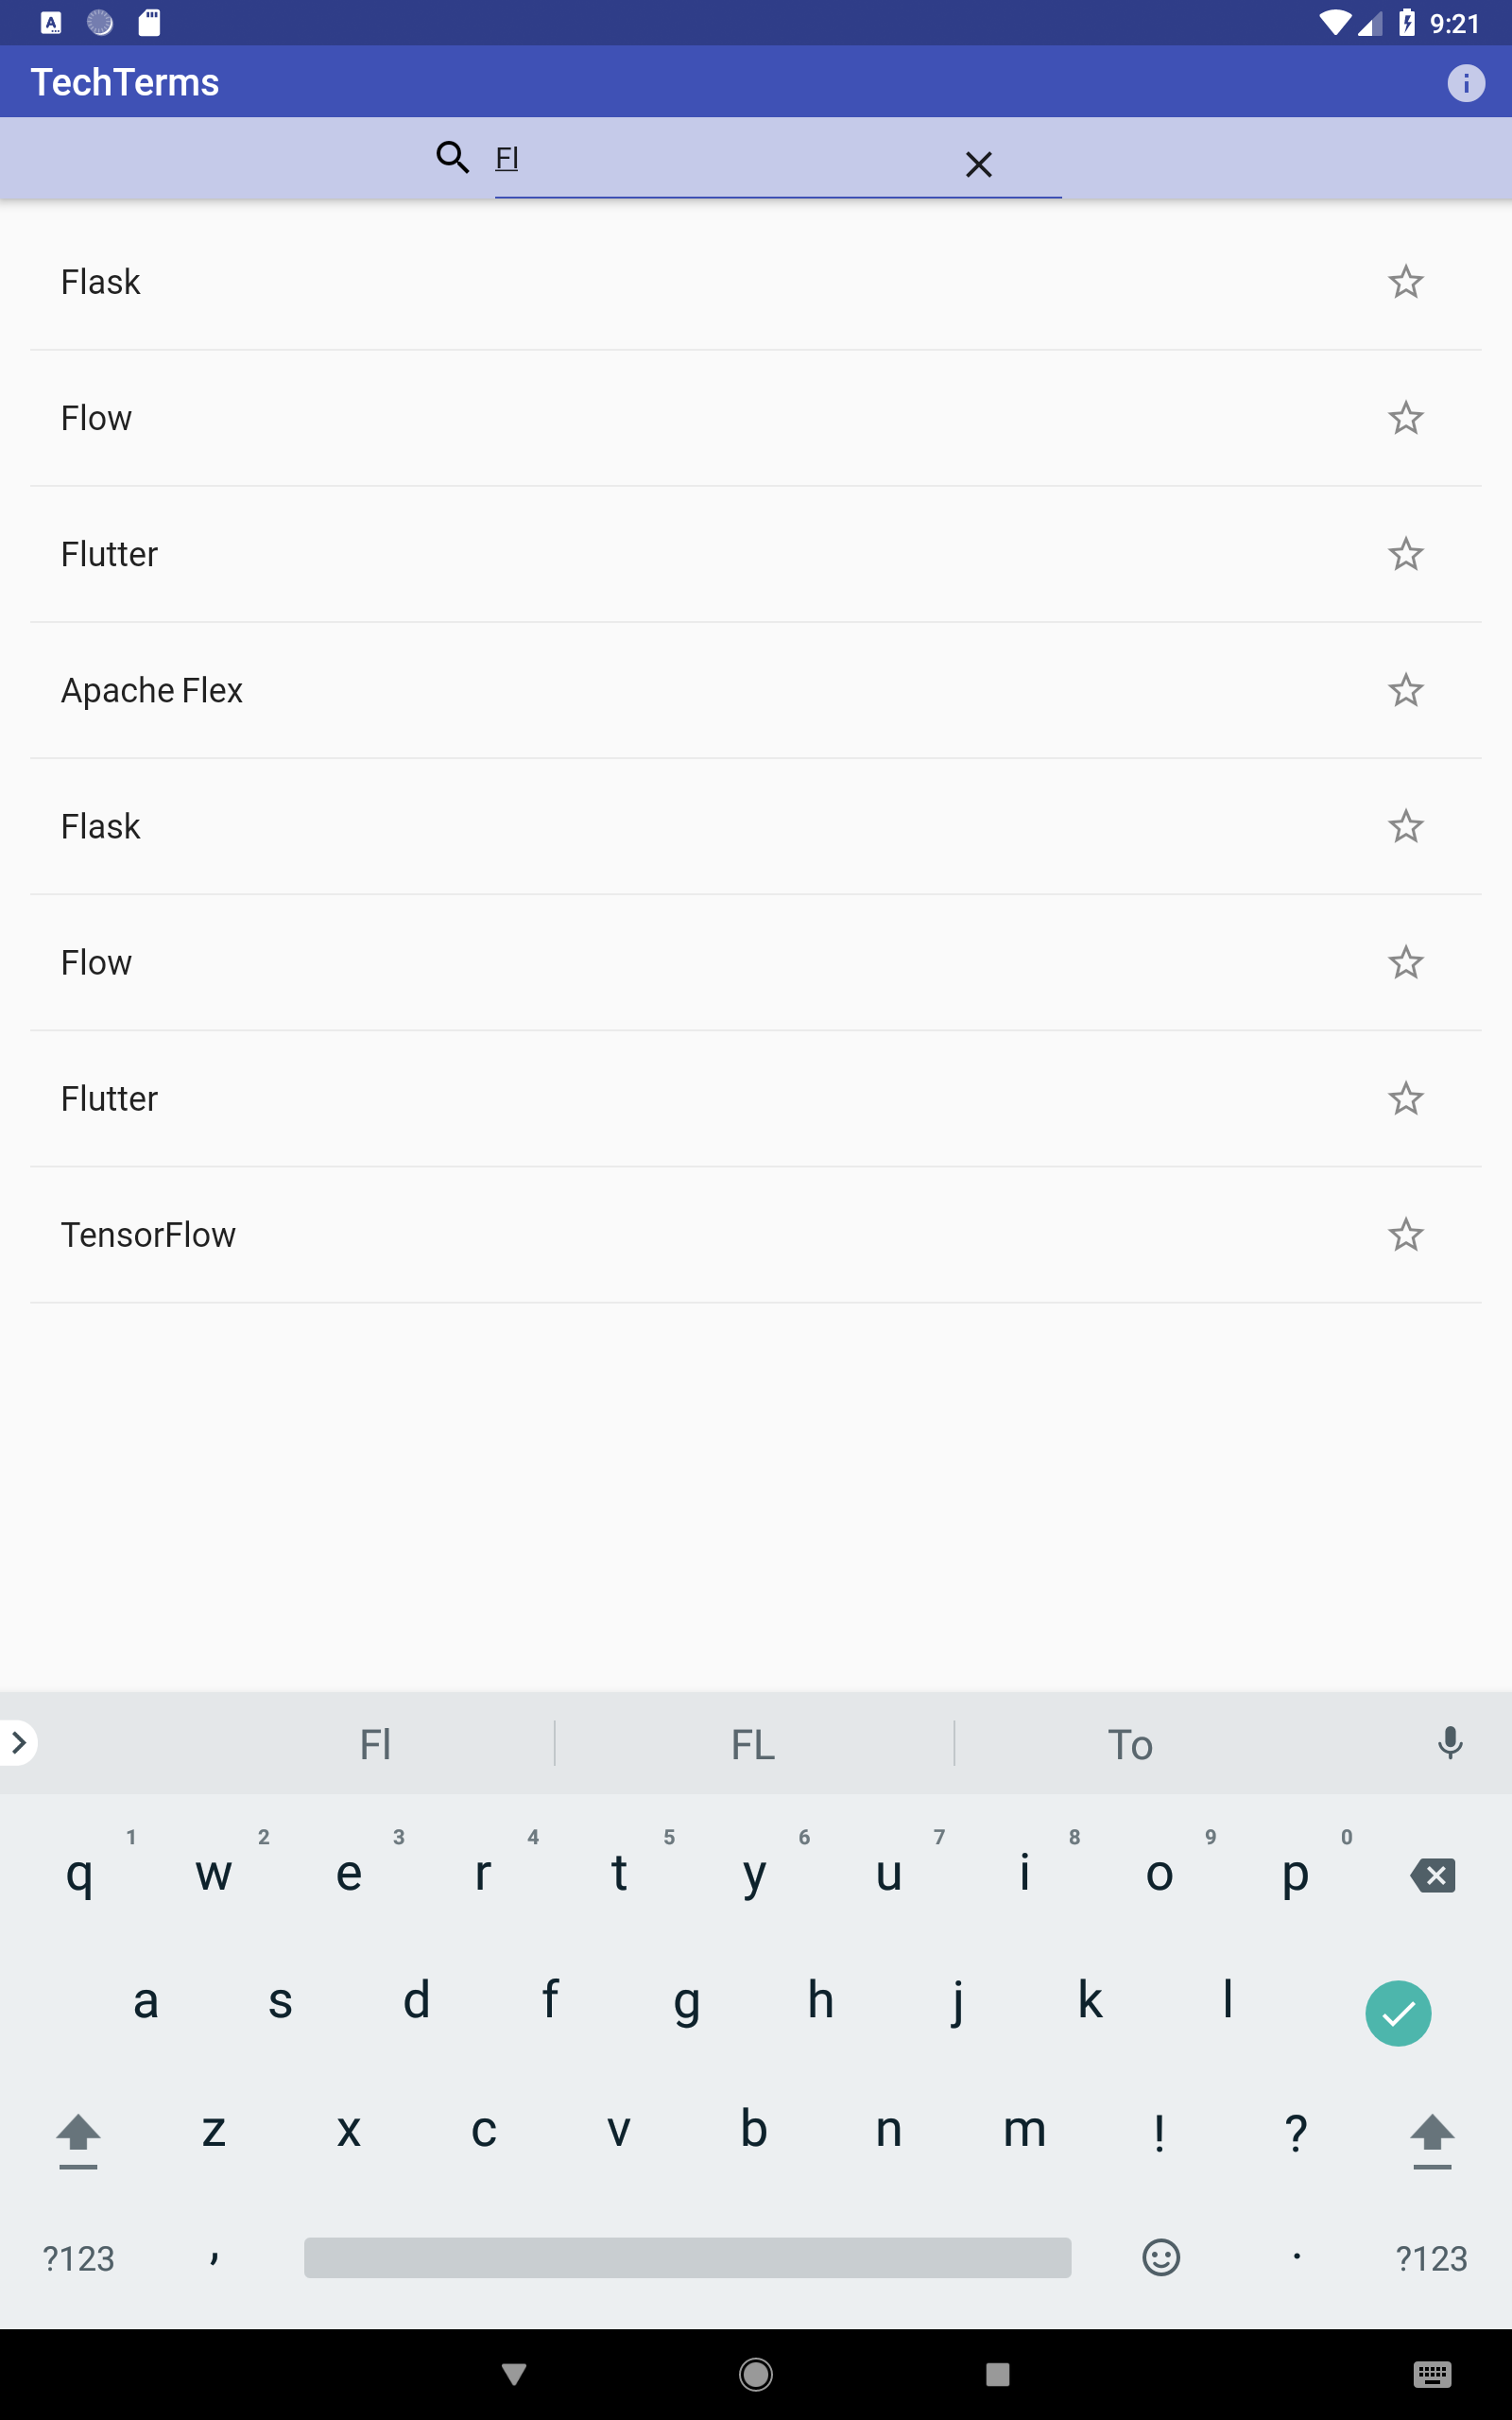 9:21
TechTerms
Fl
Flask
Flow
Flutter
Apache Flex
Flask
Flow
Flutter
TensorFlow
Fl FL To
1 2 3 4 5 6 7 8 9 0
q w e r t y u i o p
a s d f g h j k l
z x c v b n m ! ?
?123 , . ?123